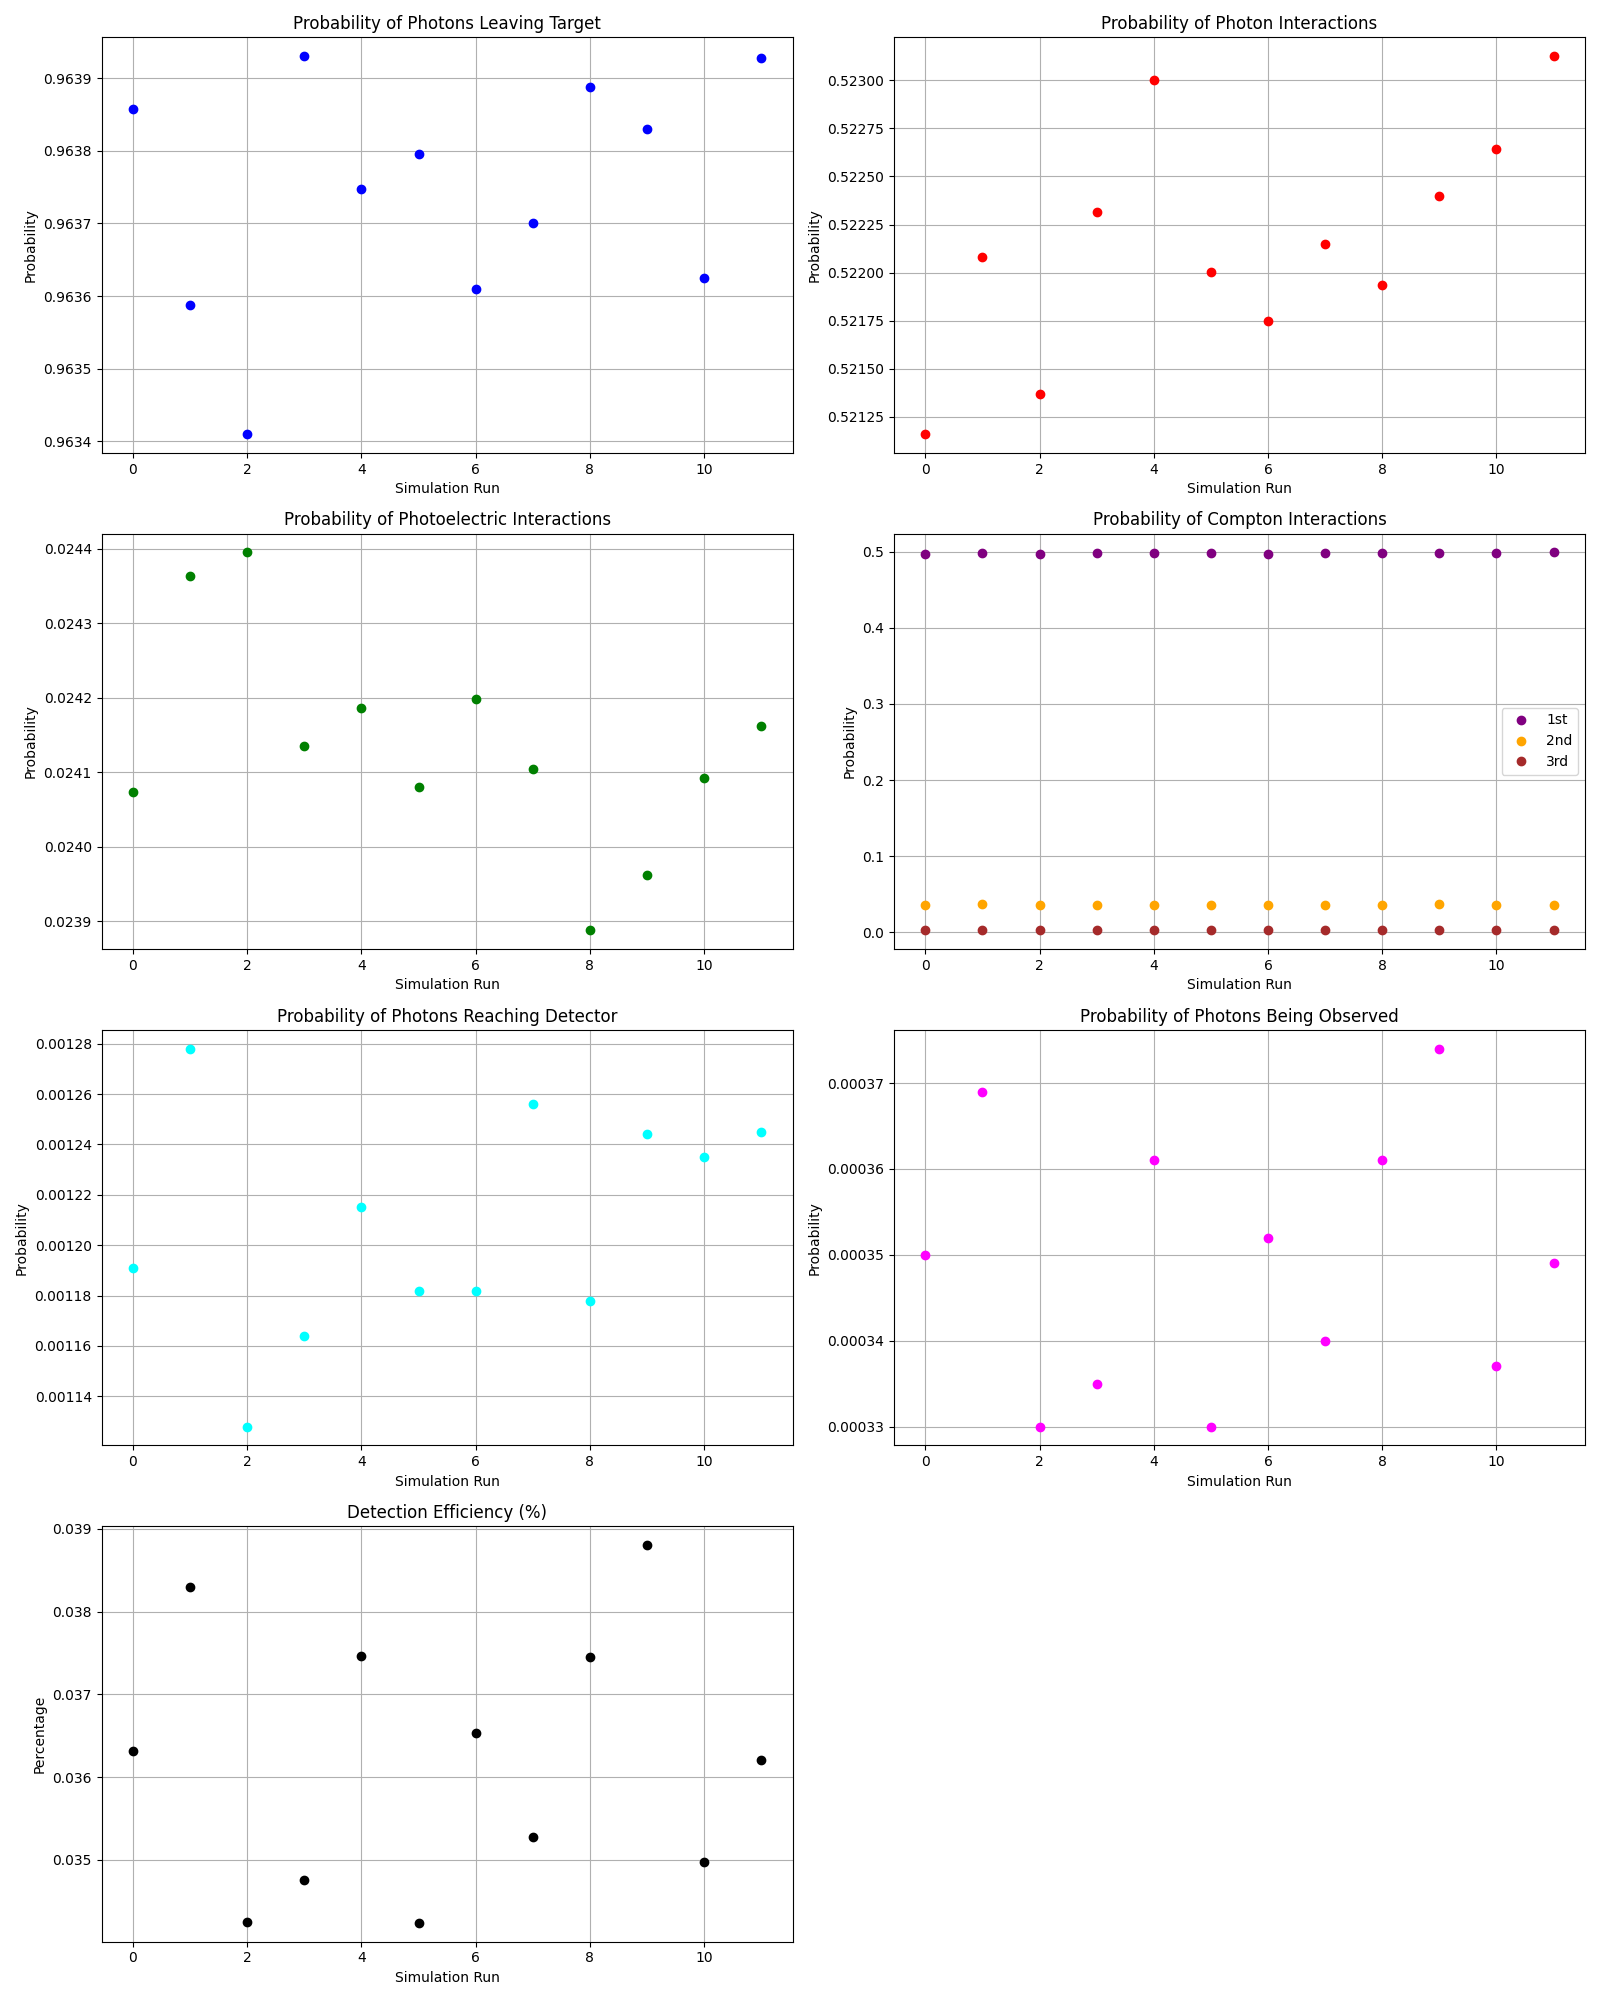 Probability of Photons Leaving Target
Probability
0.9639
0.9638
0.9637
0.9636
0.9635
0.9634
0 2 4 6 8 10
Simulation Run
Probability of Photon Interactions
Probability
0.52300
0.52275
0.52250
0.52225
0.52200
0.52175
0.52150
0.52125
0 2 4 6 8 10
Simulation Run
Probability of Photoelectric Interactions
Probability
0.0244
0.0243
0.0242
0.0241
0.0240
0.0239
0 2 4 6 8 10
Simulation Run
Probability of Compton Interactions
Probability
0.5
0.4
0.3
0.2
0.1
0.0
1st
2nd
3rd
0 2 4 6 8 10
Simulation Run
Probability of Photons Reaching Detector
Probability
0.00128
0.00126
0.00124
0.00122
0.00120
0.00118
0.00116
0.00114
0 2 4 6 8 10
Simulation Run
Probability of Photons Being Observed
Probability
0.00037
0.00036
0.00035
0.00034
0.00033
0 2 4 6 8 10
Simulation Run
Detection Efficiency (%)
Percentage
0.039
0.038
0.037
0.036
0.035
0 2 4 6 8 10
Simulation Run